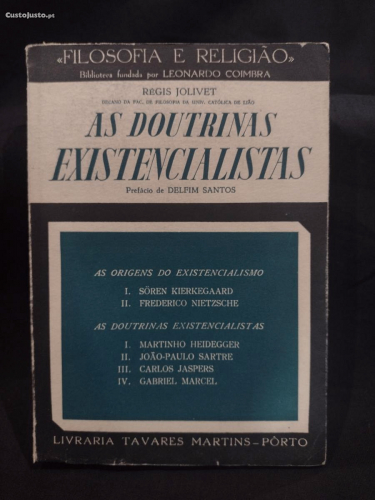 CustoJusto.pt
«FILOSOFIA E RELIGIÃO»
Biblioteca fundada por LEONARDO COIMBRA
RÉGIS JOLIVET
DECANO DA FAC. DE FILOSOFIA DA UNIV. CATÓLICA DE LIÃO
AS DOUTRINAS
EXISTENCIALISTAS
Prefácio de DELFIM SANTOS
AS ORIGENS DO EXISTENCIALISMO
I. SÖREN KIERKEGAARD
II. FREDERICO NIETZSCHE
AS DOUTRINAS EXISTENCIALISTAS
I. MARTINHO HEIDEGGER
II. JOÃO-PAULO SARTRE
III. CARLOS JASPERS
IV. GABRIEL MARCEL
LIVRARIA TAVARES MARTINS–PÔRTO